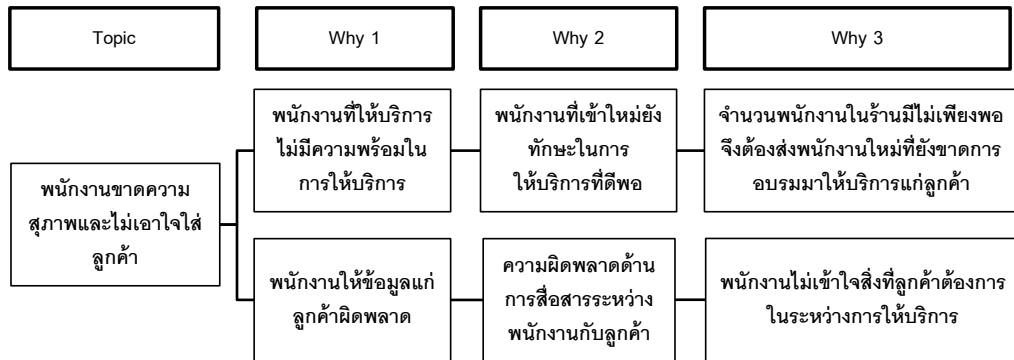 Topic
Why 1
Why 2
Why 3
พนักงานขาดความ
สุภาพและไม่เอาใจใส่
ลูกค้า
พนักงานที่ให้บริการ
ไม่มีความพร้อมใน
การให้บริการ
พนักงานที่เข้าใหม่ยัง
ทักษะในการ
ให้บริการที่ดีพอ
จำนวนพนักงานในร้านมีไม่เพียงพอ
จึงต้องส่งพนักงานใหม่ที่ยังขาดการ
อบรมมาให้บริการแก่ลูกค้า
พนักงานให้ข้อมูลแก่
ลูกค้าผิดพลาด
ความผิดพลาดด้าน
การสื่อสารระหว่าง
พนักงานกับลูกค้า
พนักงานไม่เข้าใจสิ่งที่ลูกค้าต้องการ
ในระหว่างการให้บริการ